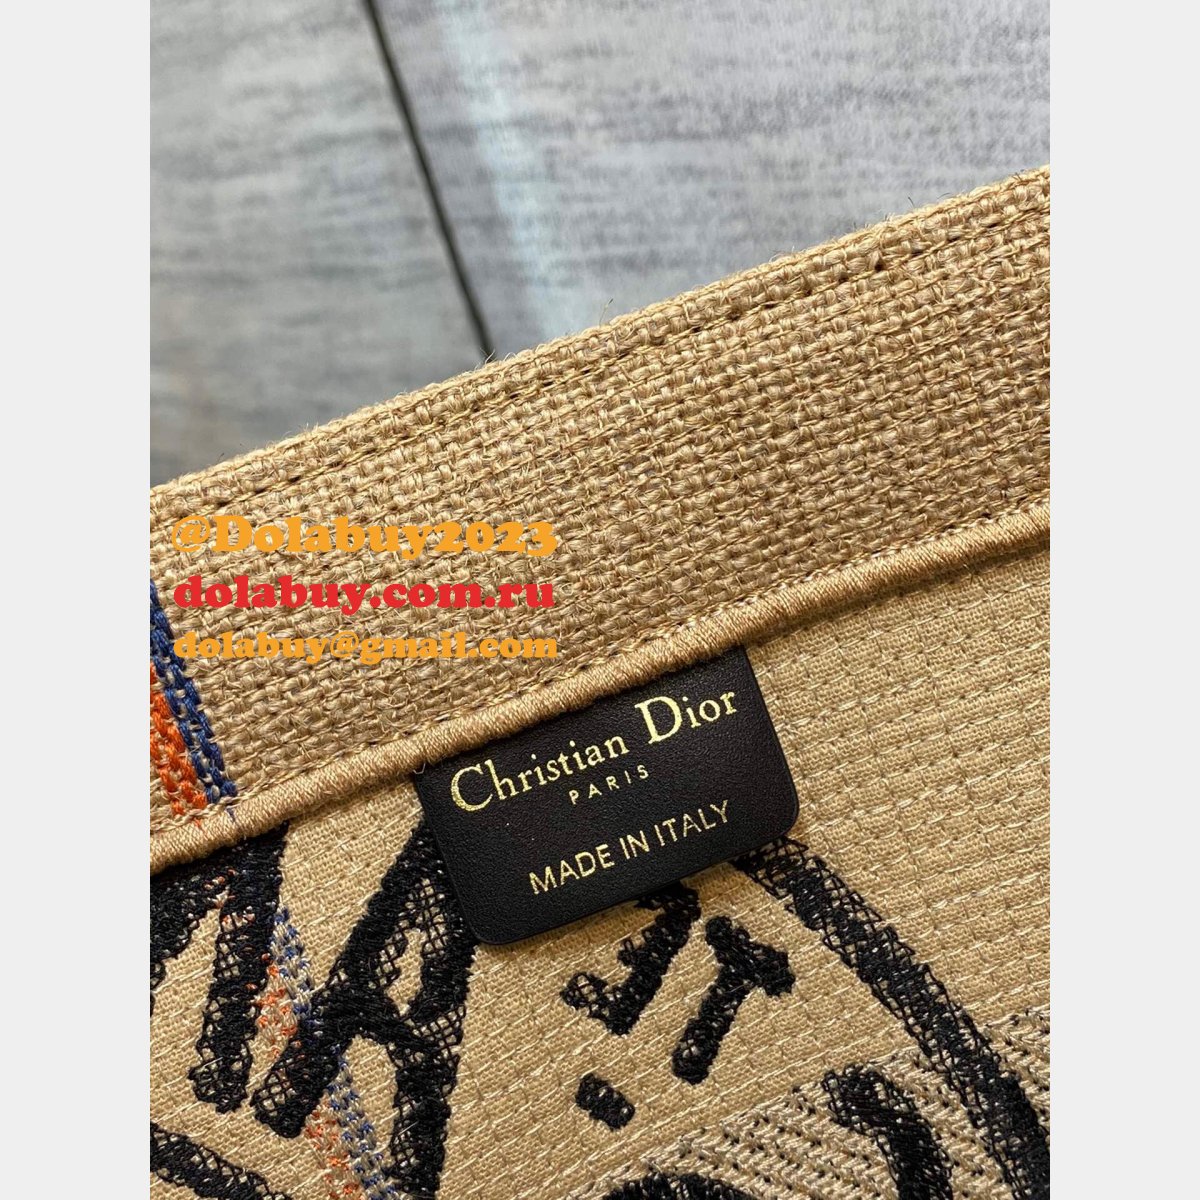 @Dolabuy2023
dolabuy.com.ru
dolabuy@gmail.com
Christian Dior
PARIS
MADE IN ITALY